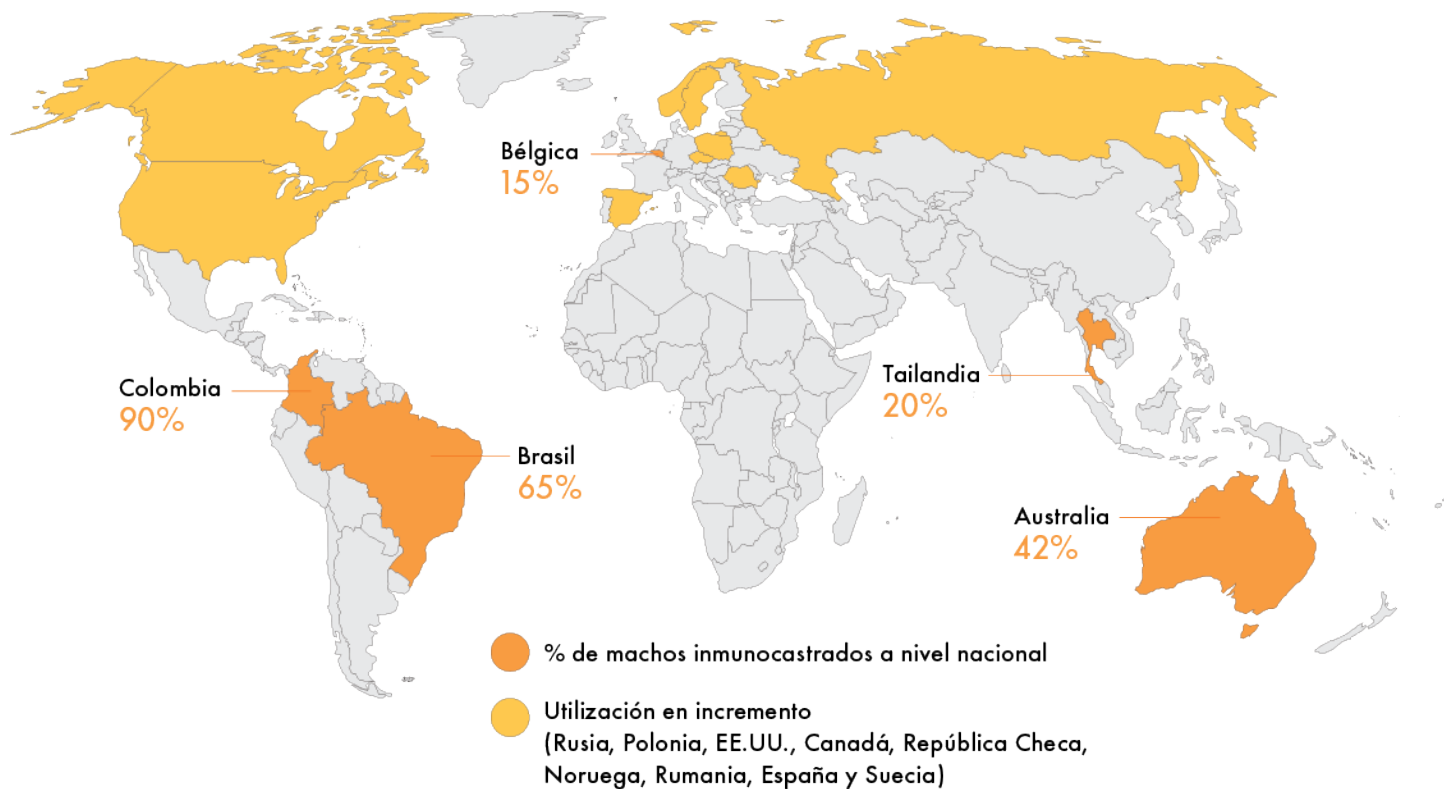 Bélgica
15%
Colombia
90%
Tailandia
20%
Brasil
65%
Australia
42%
% de machos inmunocastrados a nivel nacional
Utilización en incremento
(Rusia, Polonia, EE.UU., Canadá, República Checa,
Noruega, Rumania, España y Suecia)